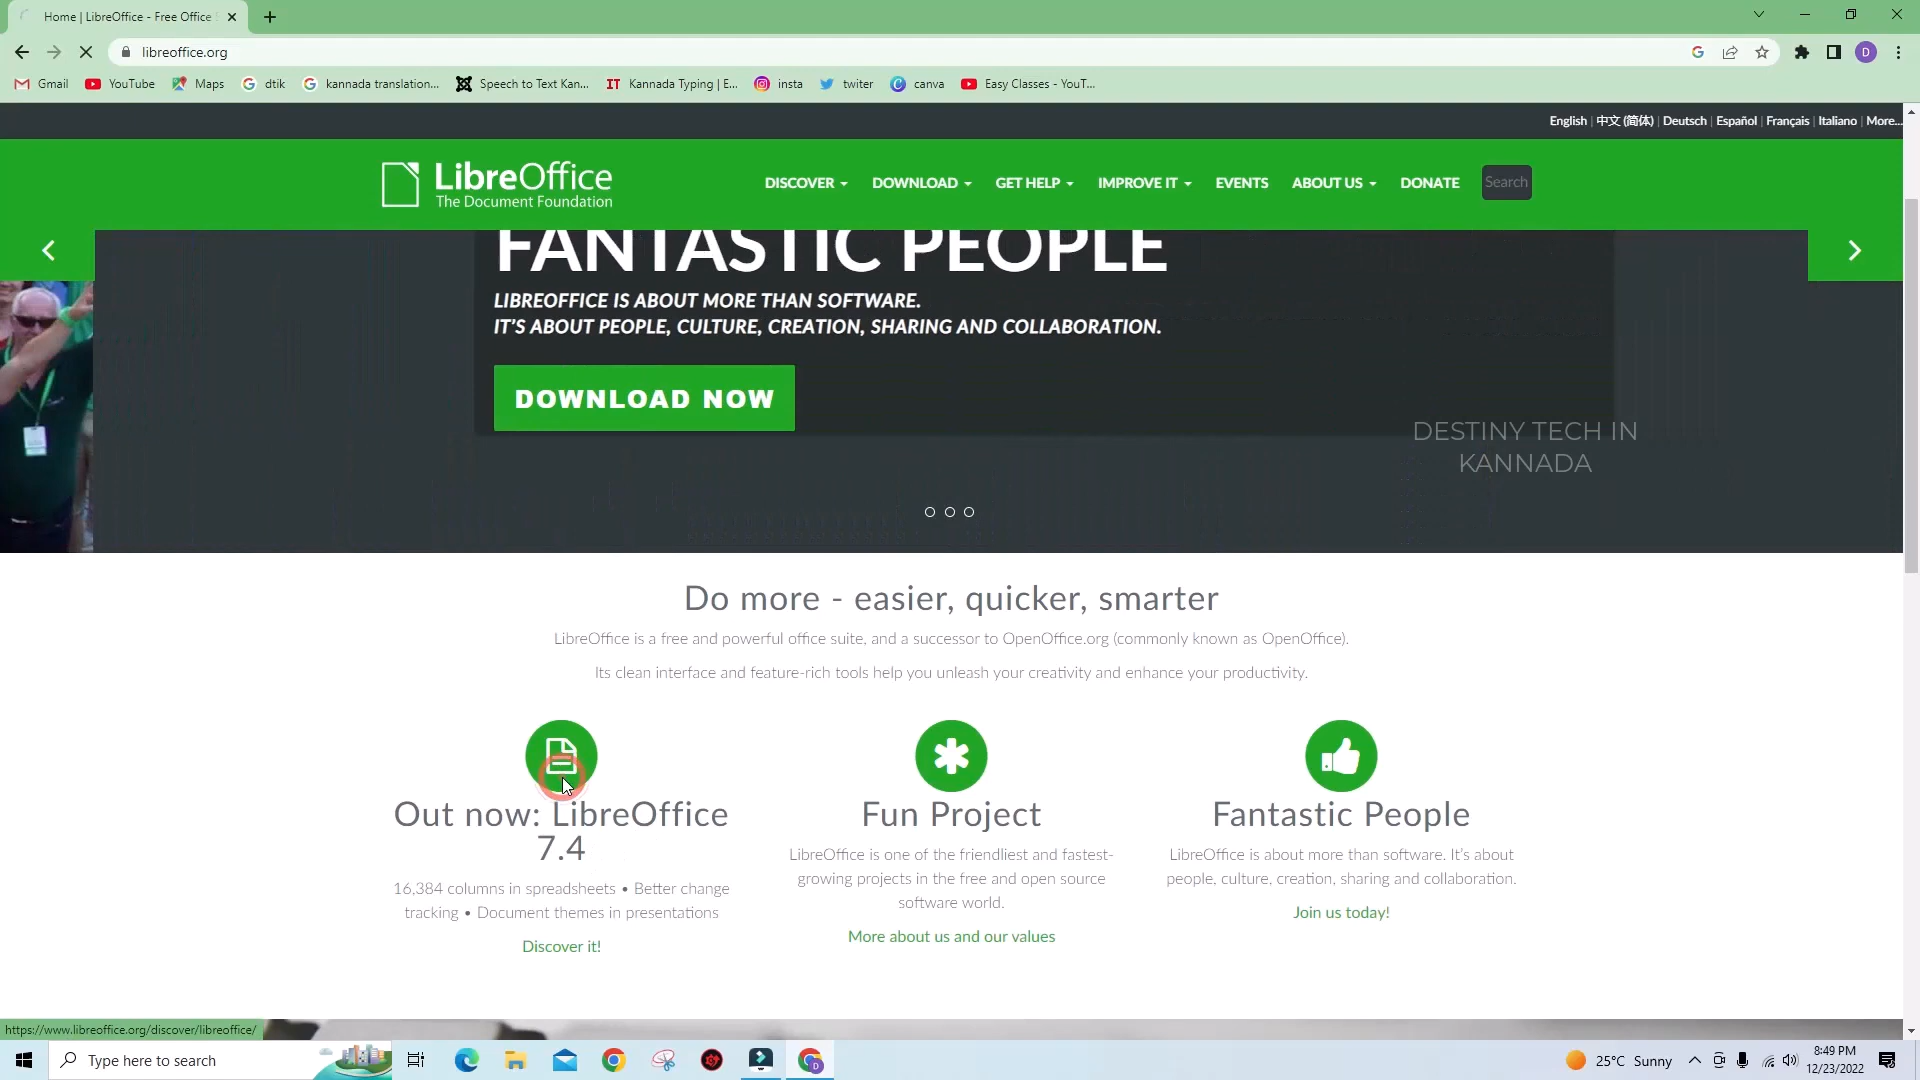 Home | LibreOffice - Free Office
libreoffice.org
Gmail YouTube Maps dtik kannada translation... Speech to Text Kan... Kannada Typing | E... insta twiter canva Easy Classes - YouT...
English | 中文 (简体) | Deutsch | Español | Français | Italiano | More...
LibreOffice
The Document Foundation
DISCOVER DOWNLOAD GET HELP IMPROVE IT EVENTS ABOUT US DONATE Search
FANTASTIC PEOPLE
LIBREOFFICE IS ABOUT MORE THAN SOFTWARE.
IT'S ABOUT PEOPLE, CULTURE, CREATION, SHARING AND COLLABORATION.
DOWNLOAD NOW
DESTINY TECH IN
KANNADA
Do more - easier, quicker, smarter
LibreOffice is a free and powerful office suite, and a successor to OpenOffice.org (commonly known as OpenOffice).
Its clean interface and feature-rich tools help you unleash your creativity and enhance your productivity.
Out now: LibreOffice
7.4
16,384 columns in spreadsheets • Better change
tracking • Document themes in presentations
Discover it!
Fun Project
LibreOffice is one of the friendliest and fastest-
growing projects in the free and open source
software world.
More about us and our values
Fantastic People
LibreOffice is about more than software. It's about
people, culture, creation, sharing and collaboration.
Join us today!
https://www.libreoffice.org/discover/libreoffice/
Type here to search
25°C Sunny
8:49 PM
12/23/2022